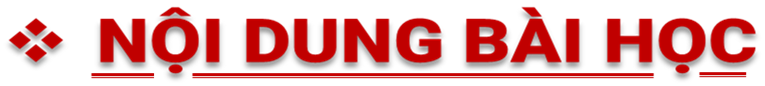 ❖ NỘI DUNG BÀI HỌC